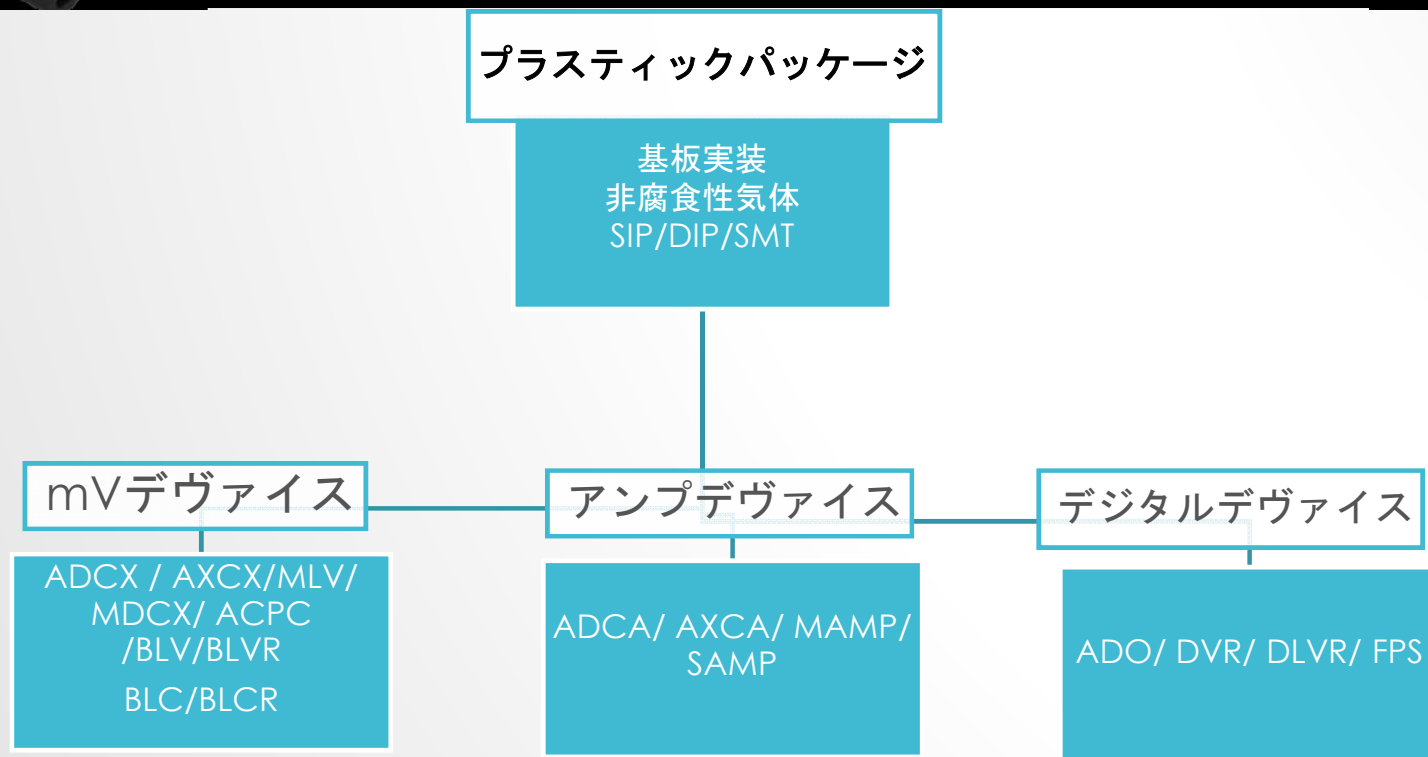 プラスティックパッケージ
基板実装
非腐食性気体
SIP/DIP/SMT
mVデヴァイス
ADCX / AXCX/MLV/
MDCX/ ACPC
/BLV/BLVR
BLC/BLCR
アンプデヴァイス
ADCA/ AXCA/ MAMP/
SAMP
デジタルデヴァイス
ADO/ DVR/ DLVR/ FPS